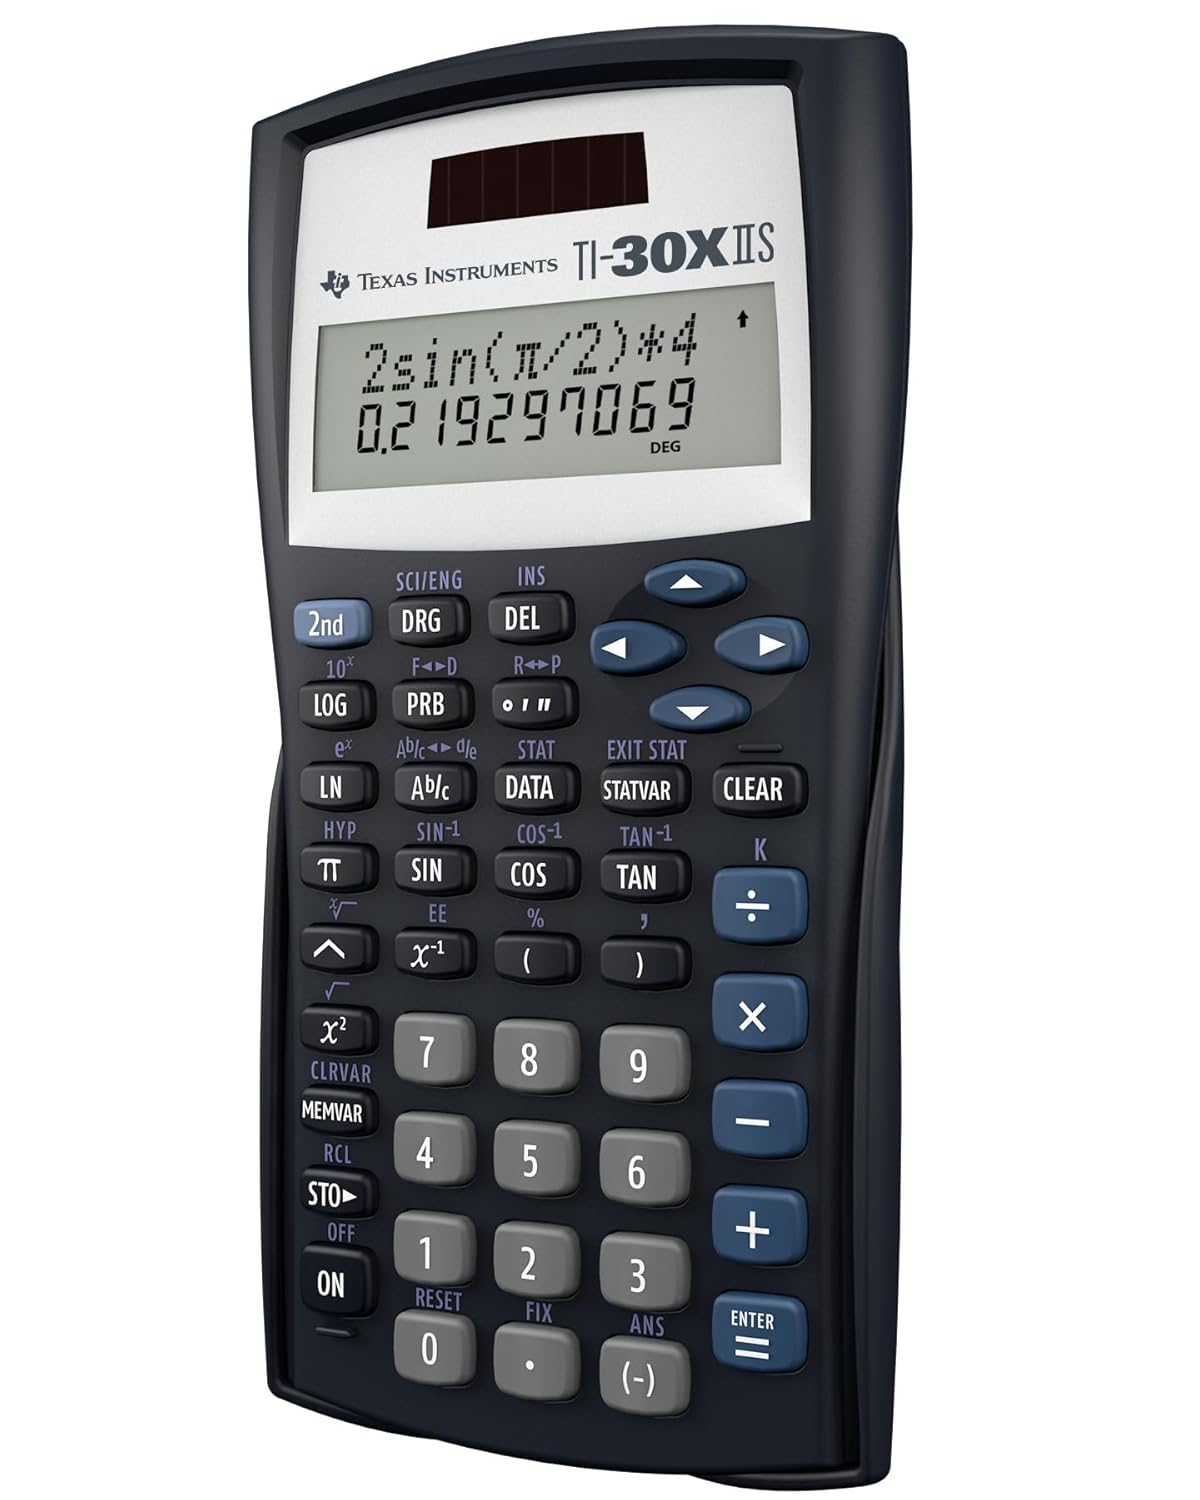 TEXAS INSTRUMENTS TI-30XIIS
2sin(π/2)*4
0.219297069
DEG
SCI/ENG INS
2nd DRG DEL
10ˣ F◄►D R◄►P
LOG PRB ° ' "
eˣ Ab/c◄►d/e STAT EXIT STAT
LN Ab/c DATA STATVAR CLEAR
HYP SIN⁻¹ COS⁻¹ TAN⁻¹ K
π SIN COS TAN ÷
ˣ√ EE % ,
^ x⁻¹ ( )
√
x² 7 8 9 ×
CLRVAR
MEMVAR 4 5 6 −
RCL
STO► 1 2 3 +
OFF
ON
RESET FIX ANS
0 . (-) ENTER =